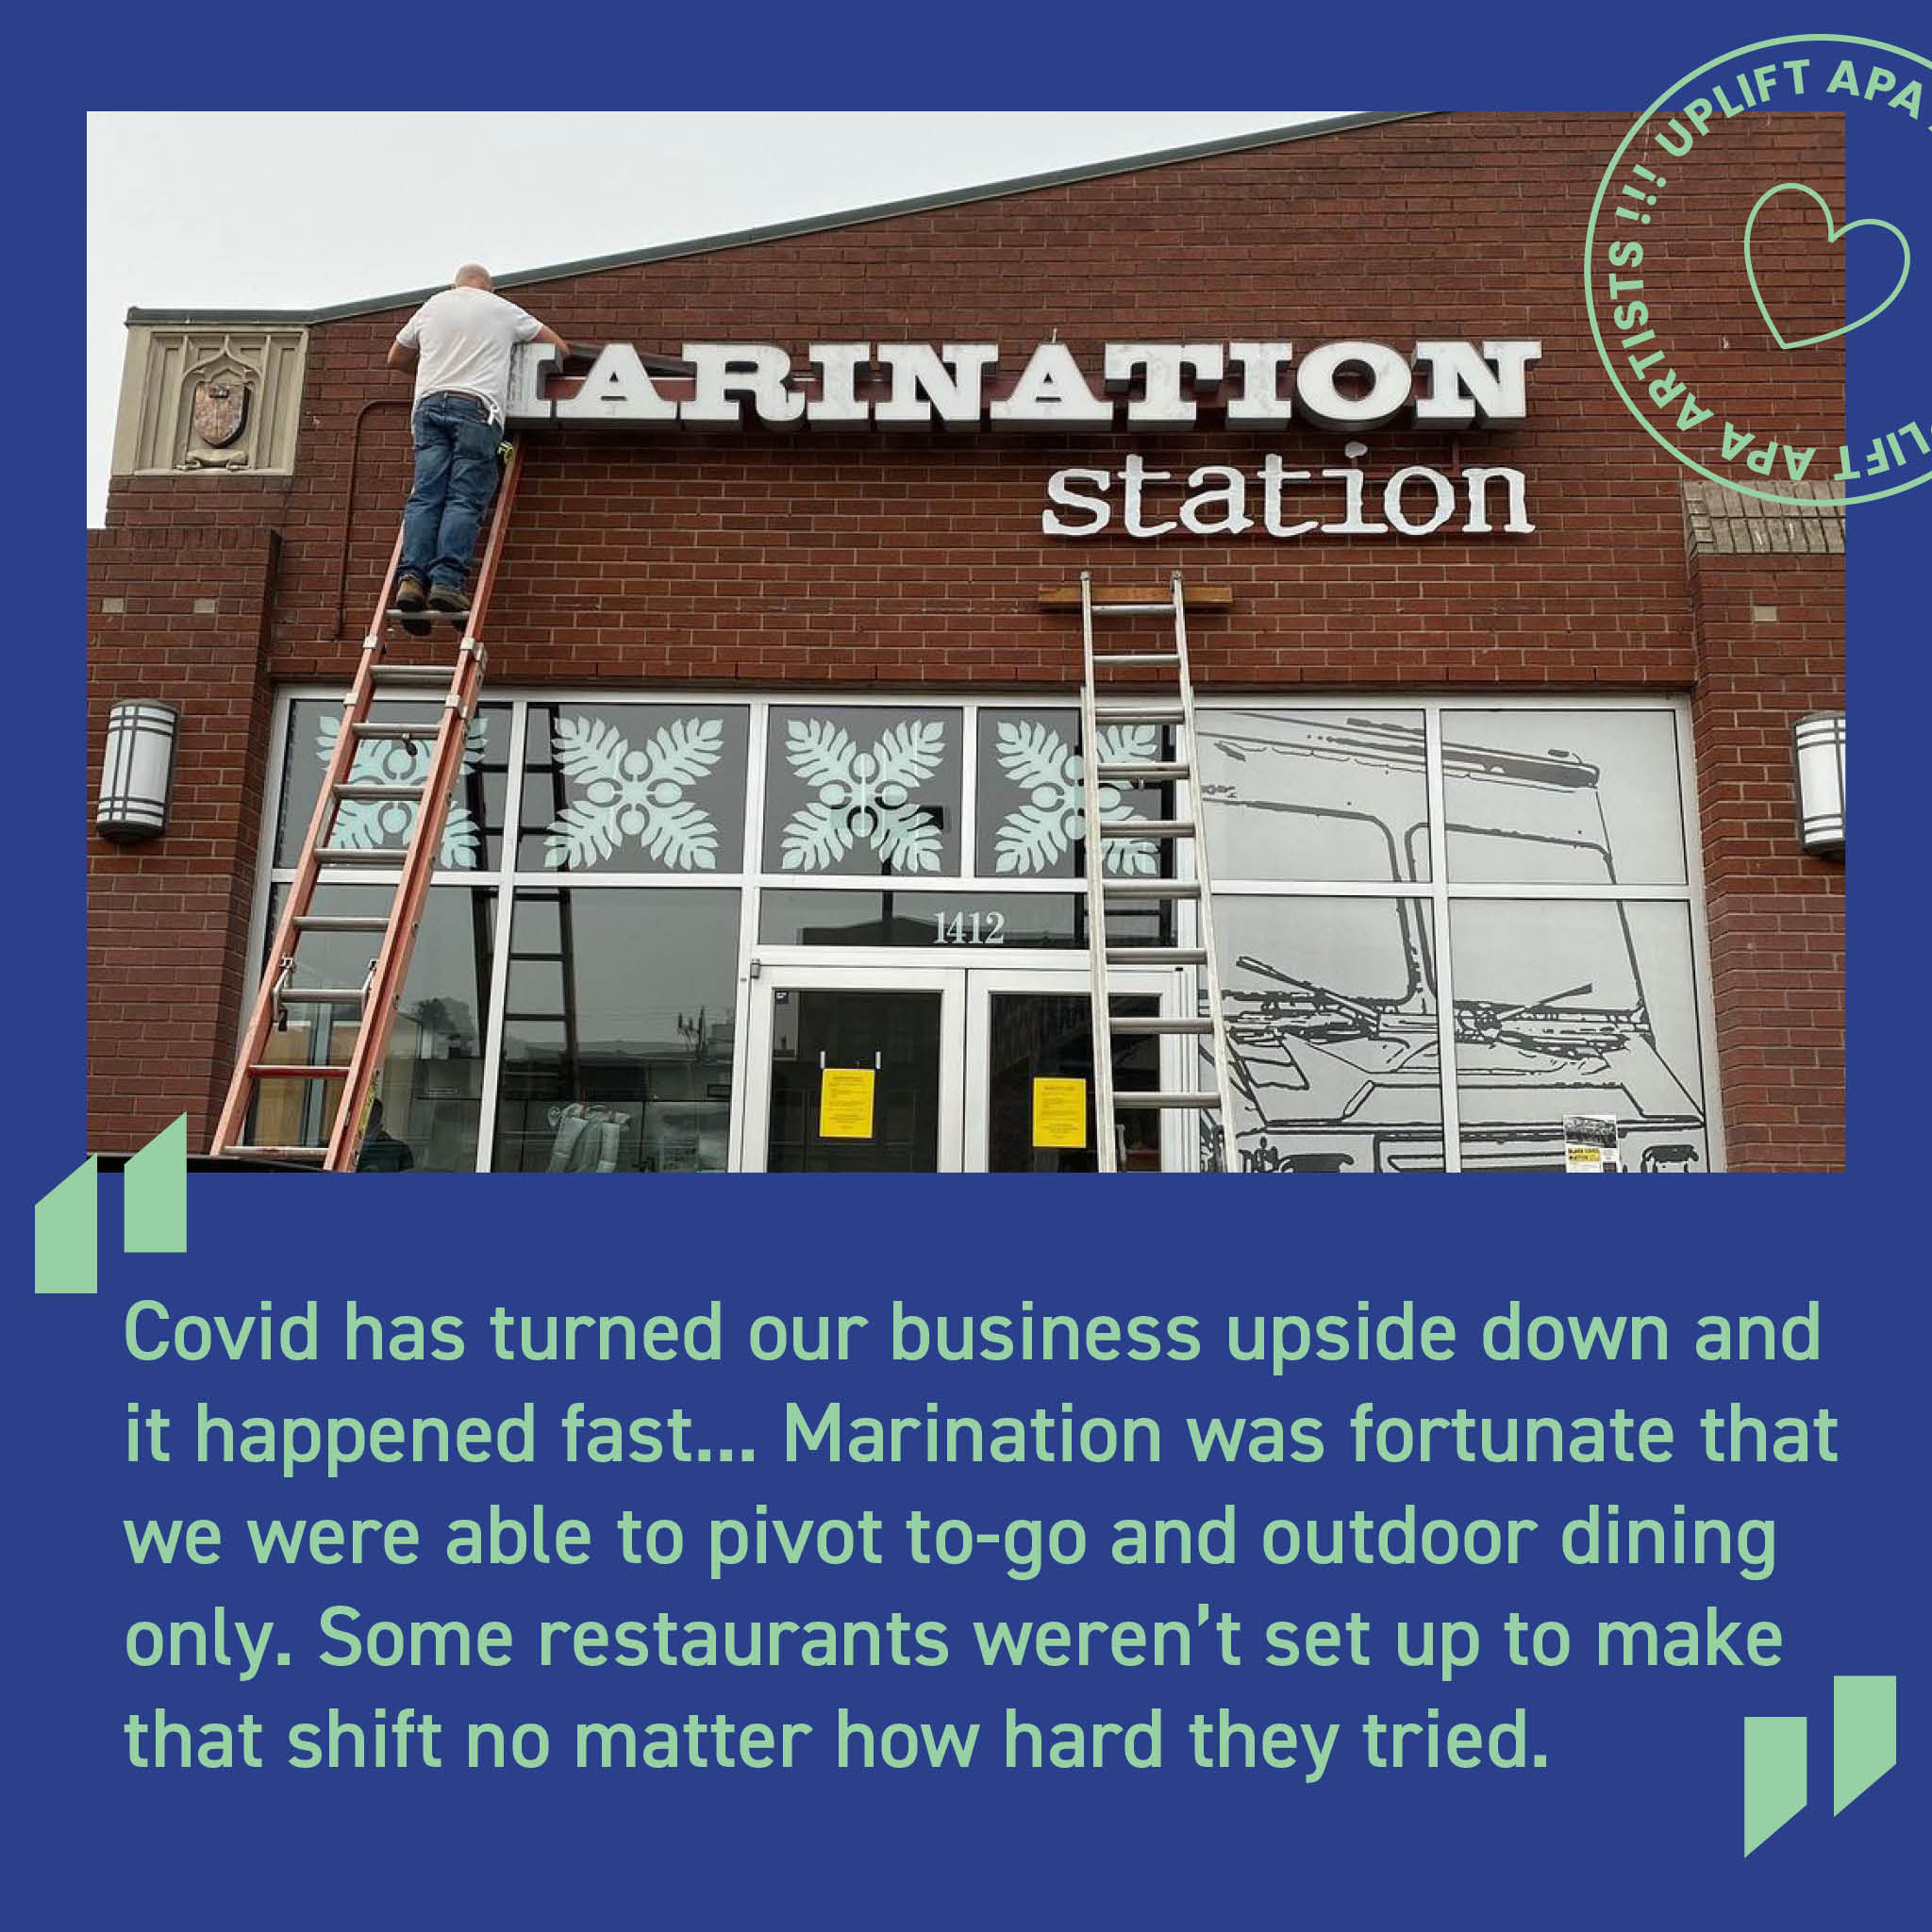 UPLIFT APA
UPLIFT APA ARTISTS !!!
MARINATION
station
1412
Covid has turned our business upside down and
it happened fast... Marination was fortunate that
we were able to pivot to-go and outdoor dining
only. Some restaurants weren’t set up to make
that shift no matter how hard they tried.